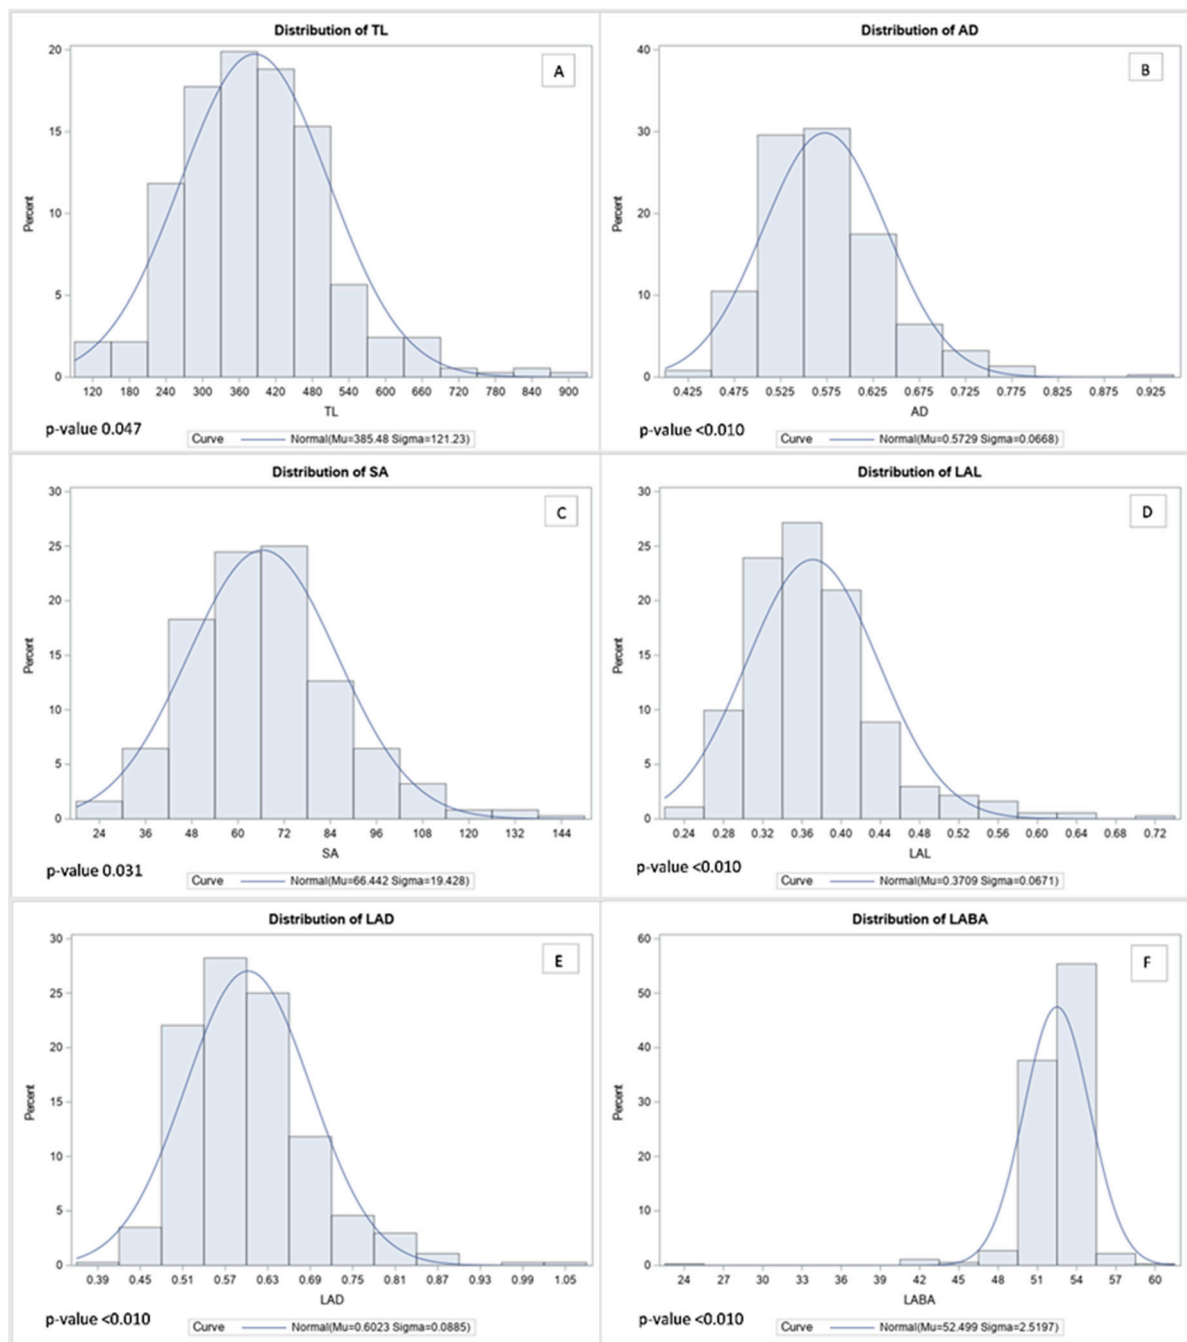 Distribution of TL
A
20
15
10
5
0
Percent
120 180 240 300 360 420 480 540 600 660 720 780 840 900
TL
p-value 0.047
Curve Normal(Mu=385.48 Sigma=121.23)
Distribution of AD
B
40
30
20
10
0
Percent
0.425 0.475 0.525 0.575 0.625 0.675 0.725 0.775 0.825 0.875 0.925
AD
p-value <0.010
Curve Normal(Mu=0.5729 Sigma=0.0668)
Distribution of SA
C
30
25
20
15
10
5
0
Percent
24 36 48 60 72 84 96 108 120 132 144
SA
p-value 0.031
Curve Normal(Mu=66.442 Sigma=19.428)
Distribution of LAL
D
30
25
20
15
10
5
0
Percent
0.24 0.28 0.32 0.36 0.40 0.44 0.48 0.52 0.56 0.60 0.64 0.68 0.72
LAL
p-value <0.010
Curve Normal(Mu=0.3709 Sigma=0.0671)
Distribution of LAD
E
30
25
20
15
10
5
0
Percent
0.39 0.45 0.51 0.57 0.63 0.69 0.75 0.81 0.87 0.93 0.99 1.05
LAD
p-value <0.010
Curve Normal(Mu=0.6023 Sigma=0.0885)
Distribution of LABA
F
60
50
40
30
20
10
0
Percent
24 27 30 33 36 39 42 45 48 51 54 57 60
LABA
p-value <0.010
Curve Normal(Mu=52.499 Sigma=2.5197)